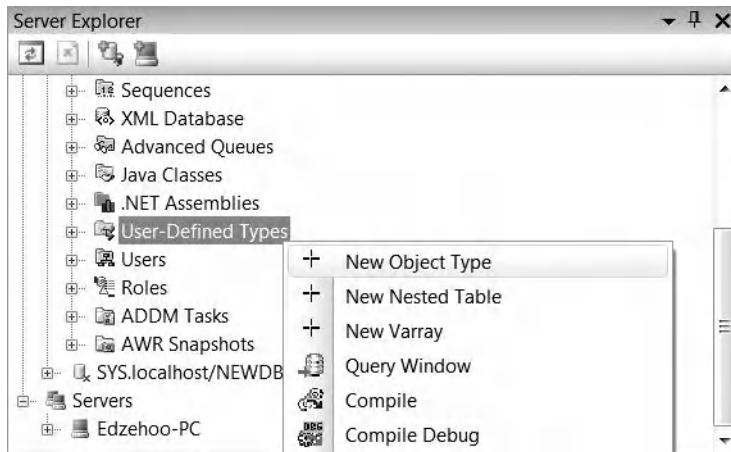 Server Explorer
Sequences
XML Database
Advanced Queues
Java Classes
.NET Assemblies
User-Defined Types
Users
Roles
ADDM Tasks
AWR Snapshots
SYS.localhost/NEWDB
Servers
Edzehoo-PC
New Object Type
New Nested Table
New Varray
Query Window
Compile
DBG
Compile Debug